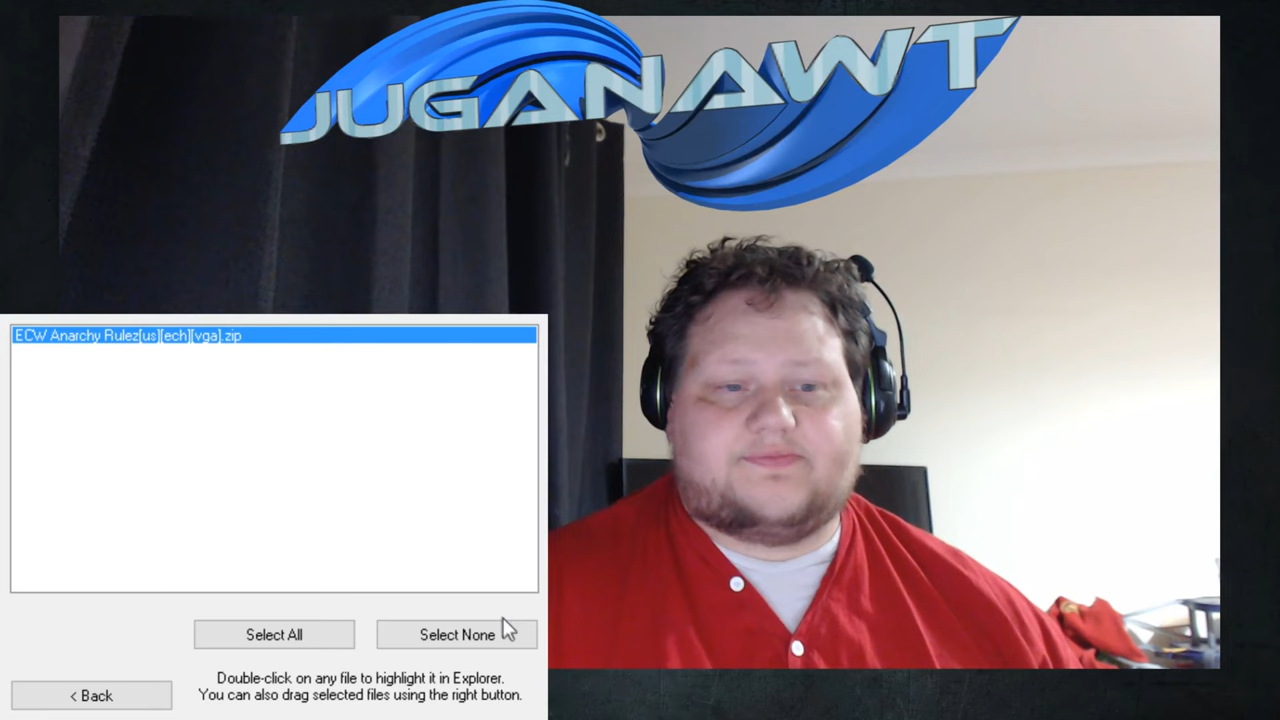 JUGANAWT
ECW Anarchy Rulez[us][ech][vga].zip
Select All
Select None
Double-click on any file to highlight it in Explorer.
You can also drag selected files using the right button.
< Back